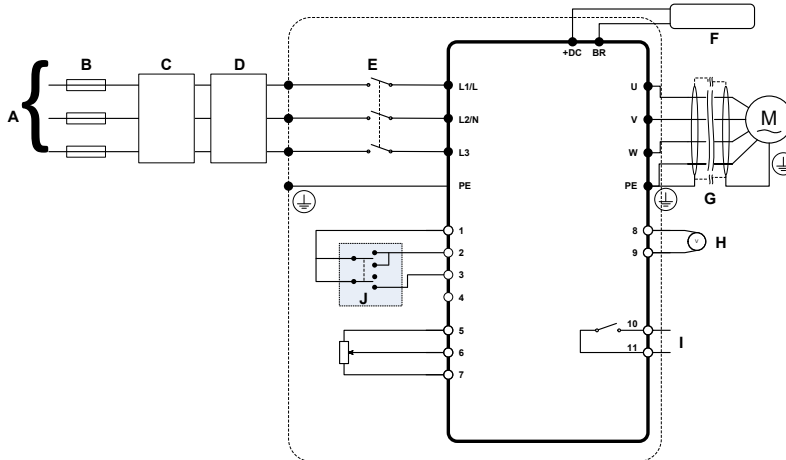 F
+DC BR
B C D E
A
L1/L U
L2/N V M
L3 W
PE PE
G
1 8
V H
2 9
3
J 4
5 10
I
6 11
7